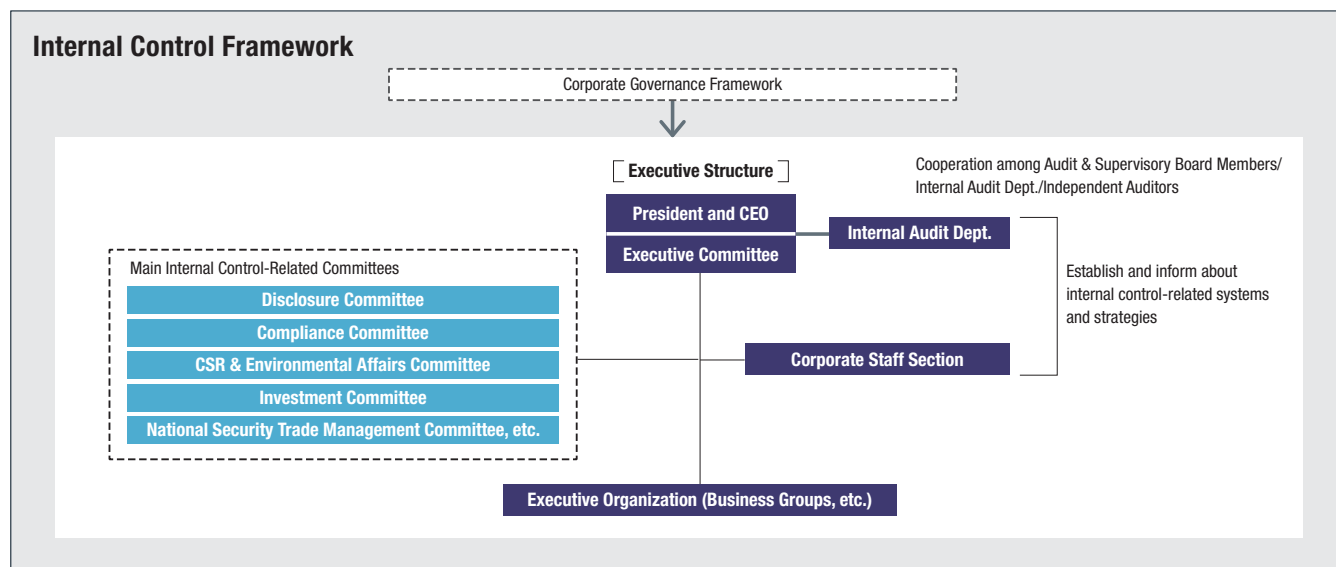 Internal Control Framework
Corporate Governance Framework
[Executive Structure]
Cooperation among Audit & Supervisory Board Members/
Internal Audit Dept./Independent Auditors
President and CEO
Internal Audit Dept.
Executive Committee
Main Internal Control-Related Committees
Disclosure Committee
Compliance Committee
CSR & Environmental Affairs Committee
Investment Committee
National Security Trade Management Committee, etc.
Establish and inform about
internal control-related systems
and strategies
Corporate Staff Section
Executive Organization (Business Groups, etc.)